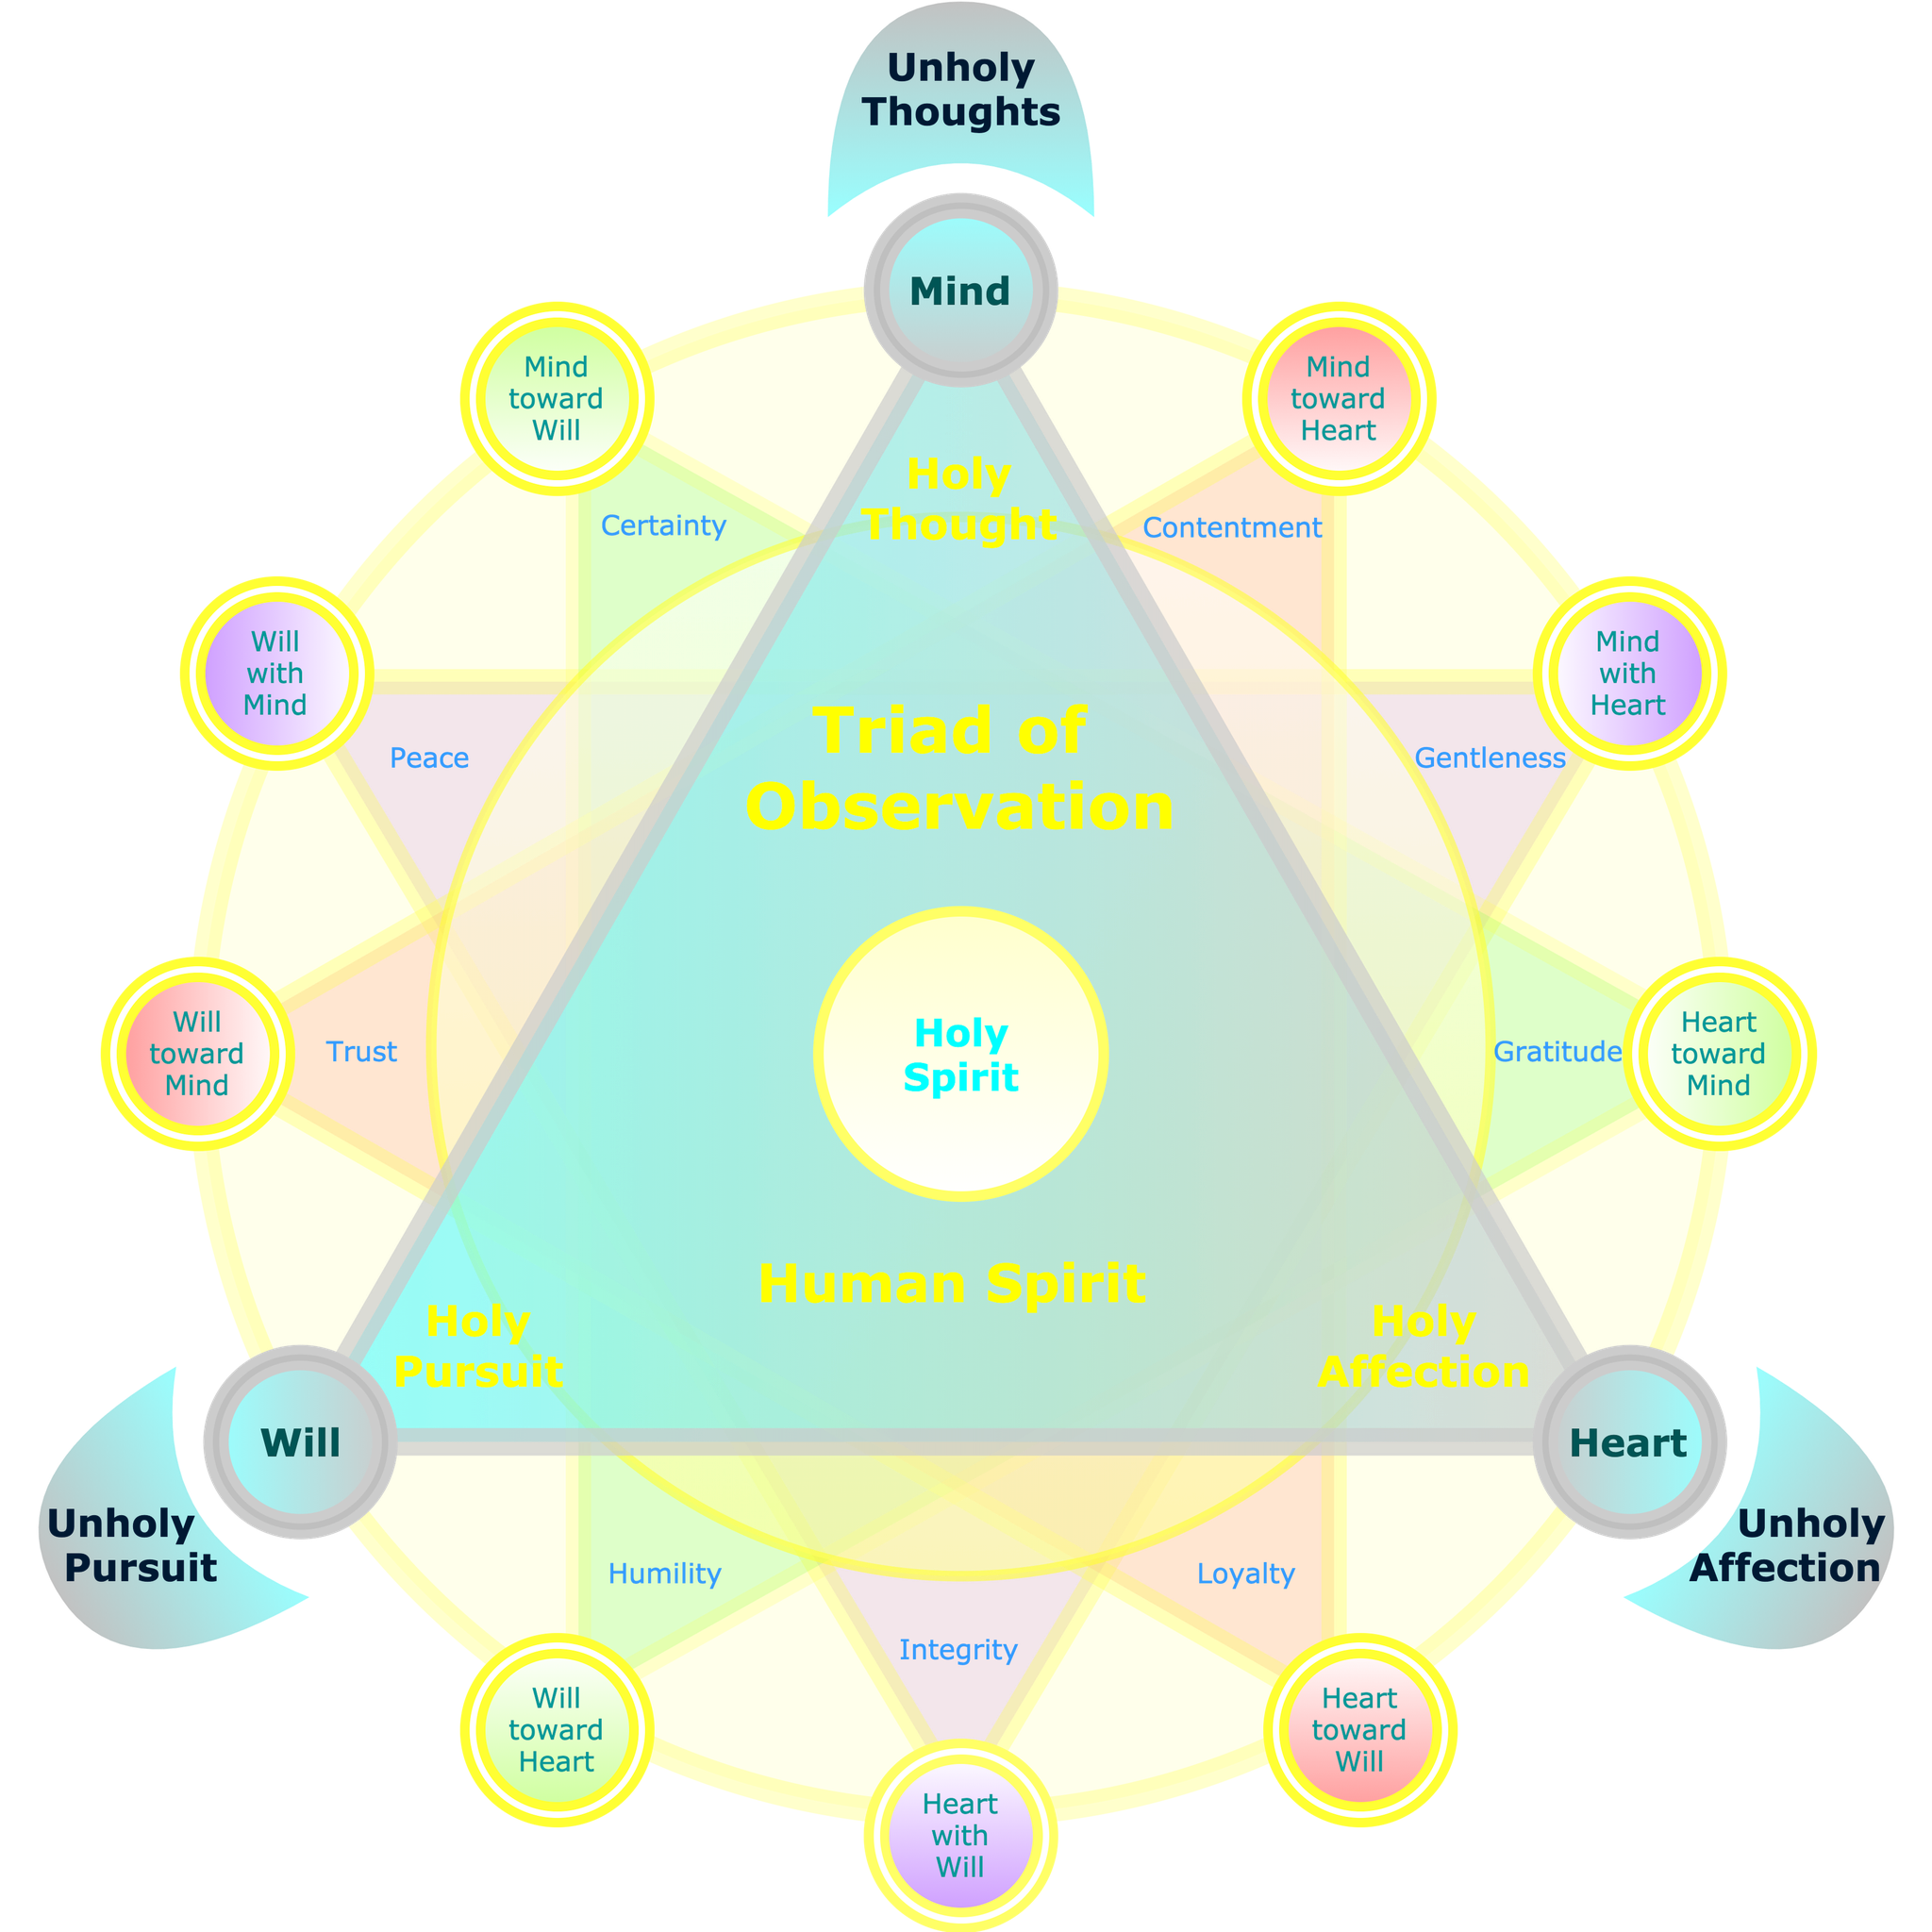 Unholy
Thoughts
Mind
Mind
toward
Will
Mind
toward
Heart
Holy
Thought
Certainty
Contentment
Will
with
Mind
Mind
with
Heart
Triad of
Observation
Peace
Gentleness
Will
toward
Mind
Trust
Holy
Spirit
Gratitude
Heart
toward
Mind
Human Spirit
Holy
Pursuit
Holy
Affection
Will
Heart
Unholy
Pursuit
Unholy
Affection
Humility
Loyalty
Integrity
Will
toward
Heart
Heart
toward
Will
Heart
with
Will